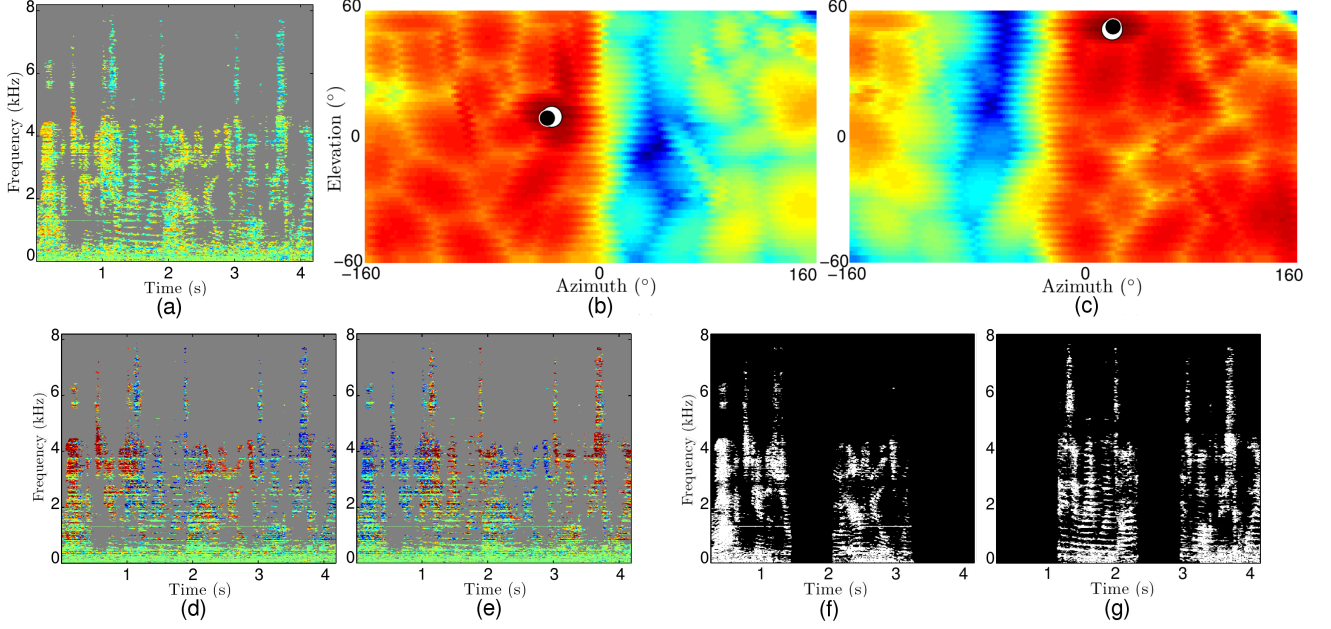 8
6
4
2
0
Frequency (kHz)
1 2 3 4
Time (s)
(a)
60
0
−60
Elevation (°)
−160 0 160
Azimuth (°)
(b)
60
0
−60
−160 0 160
Azimuth (°)
(c)
8
6
4
2
0
Frequency (kHz)
1 2 3 4
Time (s)
(d)
8
6
4
2
0
1 2 3 4
Time (s)
(e)
8
6
4
2
0
Frequency (kHz)
1 2 3 4
Time (s)
(f)
8
6
4
2
0
Frequency (kHz)
1 2 3 4
Time (s)
(g)